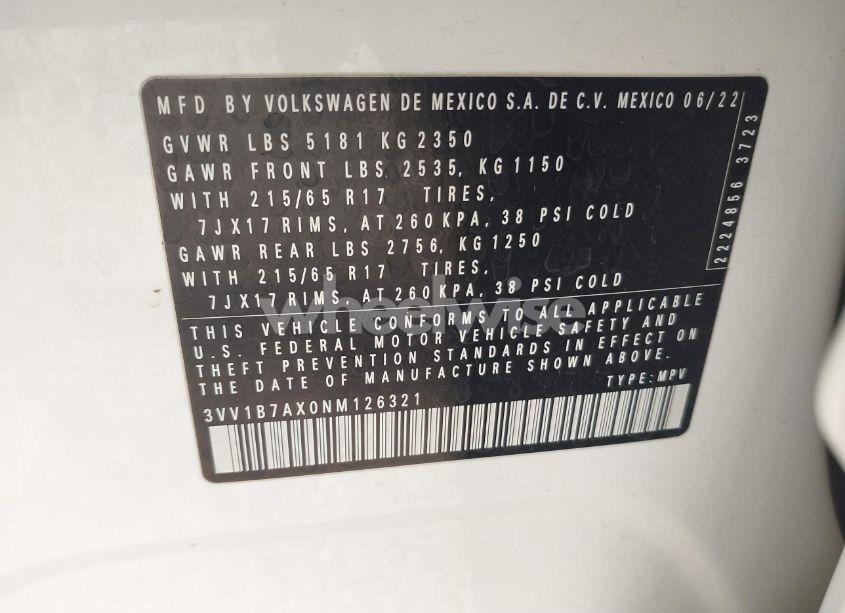 MFD BY VOLKSWAGEN DE MEXICO S.A. DE C.V. MEXICO 06/22
GVWR LBS 5181 KG 2350
GAWR FRONT LBS 2535, KG 1150
WITH 215/65 R17 TIRES,
7JX17 RIMS, AT 260 KPA, 38 PSI COLD
GAWR REAR LBS 2756, KG 1250
WITH 215/65 R17 TIRES,
7JX17 RIMS, AT 260 KPA, 38 PSI COLD
THIS VEHICLE CONFORMS TO ALL APPLICABLE
U.S. FEDERAL MOTOR VEHICLE SAFETY AND
THEFT PREVENTION STANDARDS IN EFFECT ON
THE DATE OF MANUFACTURE SHOWN ABOVE.
TYPE: MPV
3VV1B7AX0NM126321
2224856 3723
wheelwise